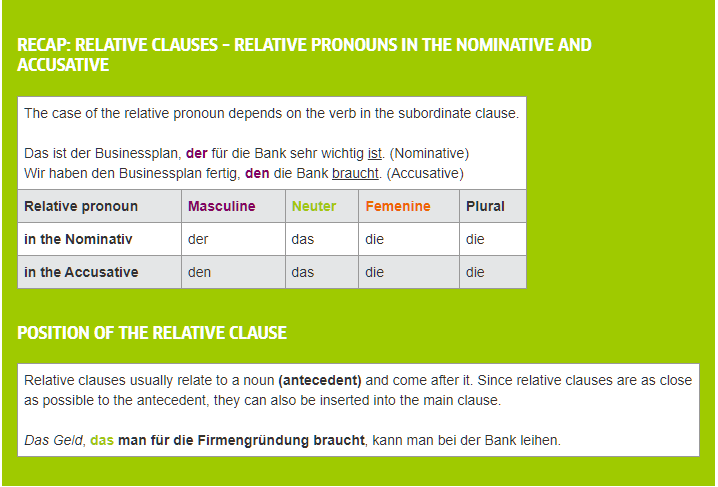 RECAP: RELATIVE CLAUSES – RELATIVE PRONOUNS IN THE NOMINATIVE AND
ACCUSATIVE
The case of the relative pronoun depends on the verb in the subordinate clause.
Das ist der Businessplan, der für die Bank sehr wichtig ist. (Nominative)
Wir haben den Businessplan fertig, den die Bank braucht. (Accusative)
Relative pronoun Masculine Neuter Femenine Plural
in the Nominativ der das die die
in the Accusative den das die die
POSITION OF THE RELATIVE CLAUSE
Relative clauses usually relate to a noun (antecedent) and come after it. Since relative clauses are as close
as possible to the antecedent, they can also be inserted into the main clause.
Das Geld, das man für die Firmengründung braucht, kann man bei der Bank leihen.